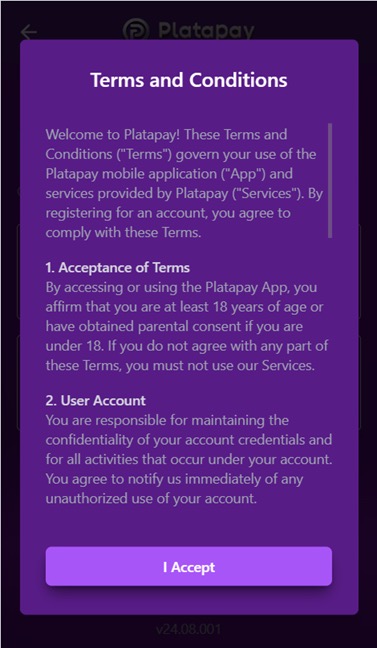 Platapay
Terms and Conditions
Welcome to Platapay! These Terms and
Conditions ("Terms") govern your use of the
Platapay mobile application ("App") and
services provided by Platapay ("Services"). By
registering for an account, you agree to
comply with these Terms.
1. Acceptance of Terms
By accessing or using the Platapay App, you
affirm that you are at least 18 years of age or
have obtained parental consent if you are
under 18. If you do not agree with any part of
these Terms, you must not use our Services.
2. User Account
You are responsible for maintaining the
confidentiality of your account credentials and
for all activities that occur under your account.
You agree to notify us immediately of any
unauthorized use of your account.
I Accept
v24.08.001